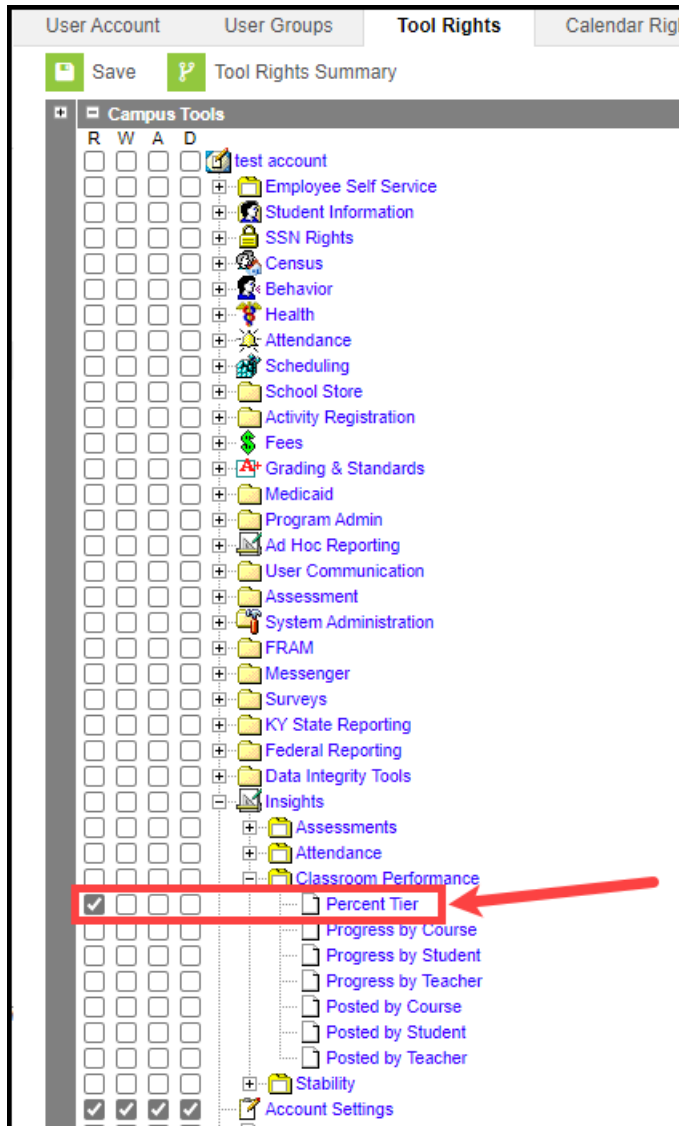 User Account User Groups Tool Rights Calendar Rig
Save Tool Rights Summary
Campus Tools
R W A D
test account
Employee Self Service
Student Information
SSN Rights
Census
Behavior
Health
Attendance
Scheduling
School Store
Activity Registration
Fees
Grading & Standards
Medicaid
Program Admin
Ad Hoc Reporting
User Communication
Assessment
System Administration
FRAM
Messenger
Surveys
KY State Reporting
Federal Reporting
Data Integrity Tools
Insights
Assessments
Attendance
Classroom Performance
Percent Tier
Progress by Course
Progress by Student
Progress by Teacher
Posted by Course
Posted by Student
Posted by Teacher
Stability
Account Settings